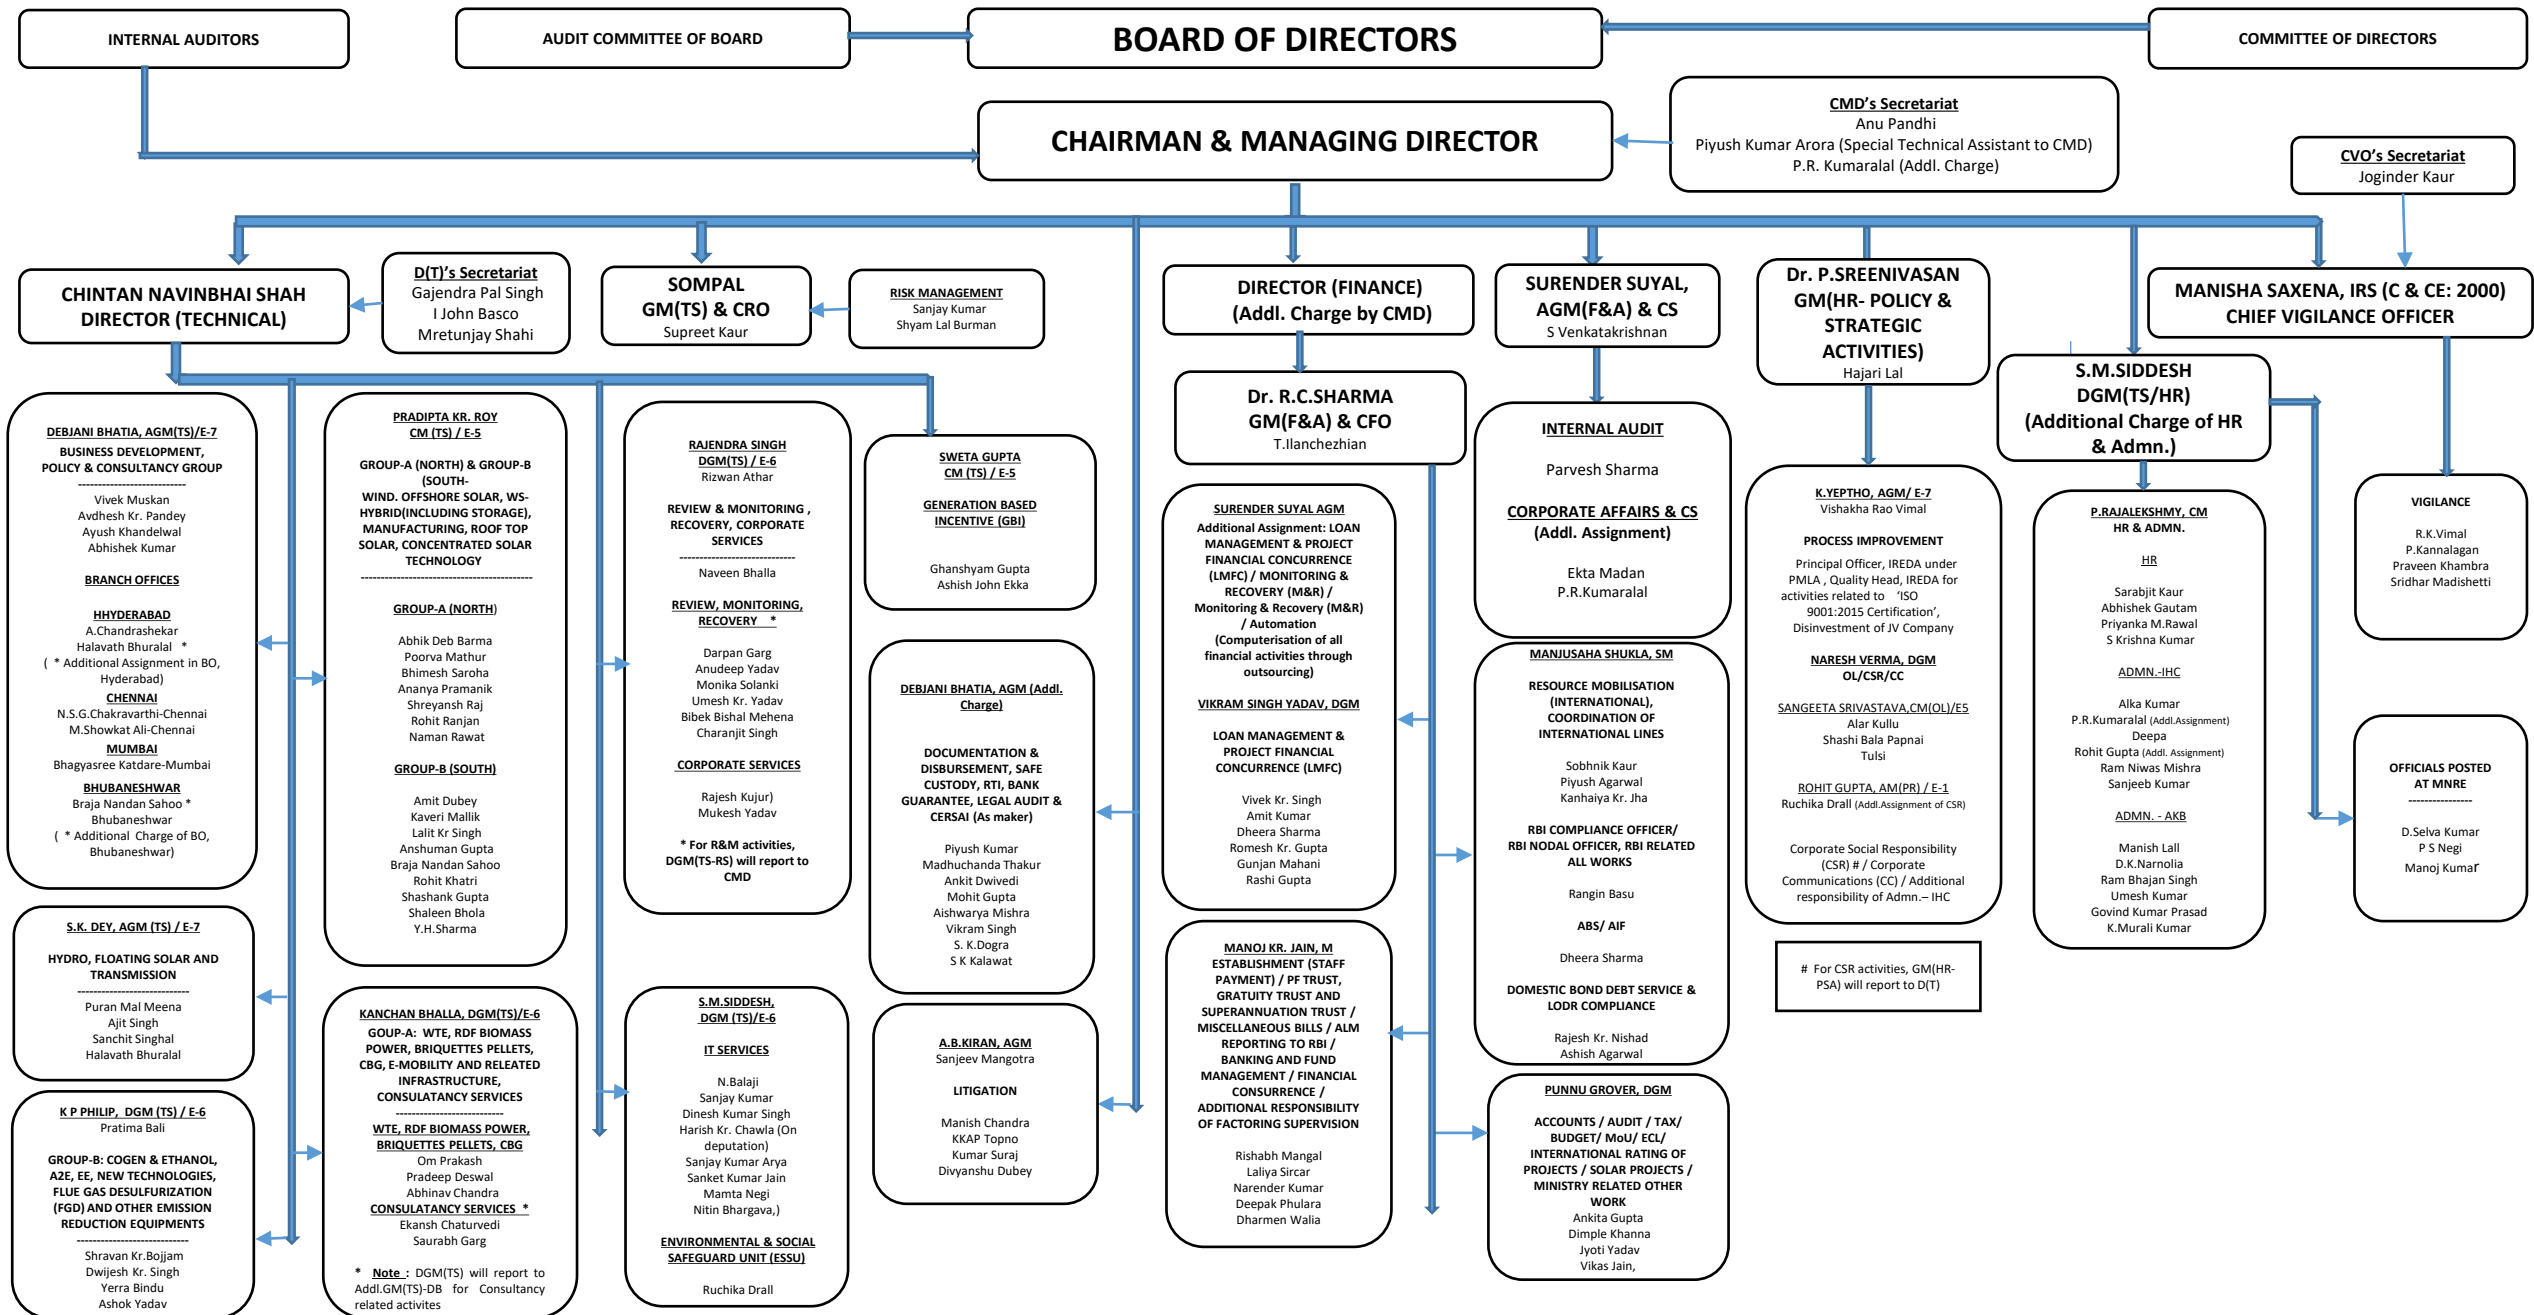 INTERNAL AUDITORS
AUDIT COMMITTEE OF BOARD
BOARD OF DIRECTORS
COMMITTEE OF DIRECTORS
CHAIRMAN & MANAGING DIRECTOR
CMD's Secretariat
Anu Pandhi
Piyush Kumar Arora (Special Technical Assistant to CMD)
P.R. Kumaralal (Addl. Charge)
CVO's Secretariat
Joginder Kaur
CHINTAN NAVINBHAI SHAH
DIRECTOR (TECHNICAL)
D(T)'s Secretariat
Gajendra Pal Singh
I John Basco
Mretunjay Shahi
SOMPAL
GM(TS) & CRO
Supreet Kaur
RISK MANAGEMENT
Sanjay Kumar
Shyam Lal Burman
DIRECTOR (FINANCE)
(Addl. Charge by CMD)
SURENDER SUYAL,
AGM(F&A) & CS
S Venkatakrishnan
Dr. P.SREENIVASAN
GM(HR- POLICY &
STRATEGIC
ACTIVITIES)
Hajari Lal
MANISHA SAXENA, IRS (C & CE: 2000)
CHIEF VIGILANCE OFFICER
S.M.SIDDESH
DGM(TS/HR)
(Additional Charge of HR
& Admn.)
Dr. R.C.SHARMA
GM(F&A) & CFO
T.Ilanchezhian
DEBJANI BHATIA, AGM(TS)/E-7
BUSINESS DEVELOPMENT,
POLICY & CONSULTANCY GROUP
---------------------------
Vivek Muskan
Avdhesh Kr. Pandey
Ayush Khandelwal
Abhishek Kumar
BRANCH OFFICES
HHYDERABAD
A.Chandrashekar
Halavath Bhuralal *
( * Additional Assignment in BO,
Hyderabad)
CHENNAI
N.S.G.Chakravarthi-Chennai
M.Showkat Ali-Chennai
MUMBAI
Bhagyasree Katdare-Mumbai
BHUBANESHWAR
Braja Nandan Sahoo *
Bhubaneshwar
( * Additional Charge of BO,
Bhubaneshwar)
S.K. DEY, AGM (TS) / E-7
HYDRO, FLOATING SOLAR AND
TRANSMISSION
----------------------------
Puran Mal Meena
Ajit Singh
Sanchit Singhal
Halavath Bhuralal
K P PHILIP, DGM (TS) / E-6
Pratima Bali
GROUP-B: COGEN & ETHANOL,
A2E, EE, NEW TECHNOLOGIES,
FLUE GAS DESULFURIZATION
(FGD) AND OTHER EMISSION
REDUCTION EQUIPMENTS
----------------------------
Shravan Kr.Bojjam
Dwijesh Kr. Singh
Yerra Bindu
Ashok Yadav
PRADIPTA KR. ROY
CM (TS) / E-5
GROUP-A (NORTH) & GROUP-B
(SOUTH-
WIND. OFFSHORE SOLAR, WS-
HYBRID(INCLUDING STORAGE),
MANUFACTURING, ROOF TOP
SOLAR, CONCENTRATED SOLAR
TECHNOLOGY
-------------------------------------------
GROUP-A (NORTH)
Abhik Deb Barma
Poorva Mathur
Bhimesh Saroha
Ananya Pramanik
Shreyansh Raj
Rohit Ranjan
Naman Rawat
GROUP-B (SOUTH)
Amit Dubey
Kaveri Mallik
Lalit Kr Singh
Anshuman Gupta
Braja Nandan Sahoo
Rohit Khatri
Shashank Gupta
Shaleen Bhola
Y.H.Sharma
KANCHAN BHALLA, DGM(TS)/E-6
GOUP-A: WTE, RDF BIOMASS
POWER, BRIQUETTES PELLETS,
CBG, E-MOBILITY AND RELEATED
INFRASTRUCTURE,
CONSULATANCY SERVICES
---------------------------
WTE, RDF BIOMASS POWER,
BRIQUETTES PELLETS, CBG
Om Prakash
Pradeep Deswal
Abhinav Chandra
CONSULATANCY SERVICES *
Ekansh Chaturvedi
Saurabh Garg
* Note : DGM(TS) will report to
Addl.GM(TS)-DB for Consultancy
related activites
RAJENDRA SINGH
DGM(TS) / E-6
Rizwan Athar
REVIEW & MONITORING ,
RECOVERY, CORPORATE
SERVICES
-----------------------------
Naveen Bhalla
REVIEW, MONITORING,
RECOVERY *
Darpan Garg
Anudeep Yadav
Monika Solanki
Umesh Kr. Yadav
Bibek Bishal Mehena
Charanjit Singh
CORPORATE SERVICES
Rajesh Kujur)
Mukesh Yadav
* For R&M activities,
DGM(TS-RS) will report to
CMD
S.M.SIDDESH,
DGM (TS)/E-6
IT SERVICES
N.Balaji
Sanjay Kumar
Dinesh Kumar Singh
Harish Kr. Chawla (On
deputation)
Sanjay Kumar Arya
Sanket Kumar Jain
Mamta Negi
Nitin Bhargava,)
ENVIRONMENTAL & SOCIAL
SAFEGUARD UNIT (ESSU)
Ruchika Drall
SWETA GUPTA
CM (TS) / E-5
GENERATION BASED
INCENTIVE (GBI)
Ghanshyam Gupta
Ashish John Ekka
DEBJANI BHATIA, AGM (Addl.
Charge)
DOCUMENTATION &
DISBURSEMENT, SAFE
CUSTODY, RTI, BANK
GUARANTEE, LEGAL AUDIT &
CERSAI (As maker)
Piyush Kumar
Madhuchanda Thakur
Ankit Dwivedi
Mohit Gupta
Aishwarya Mishra
Vikram Singh
S. K.Dogra
S K Kalawat
A.B.KIRAN, AGM
Sanjeev Mangotra
LITIGATION
Manish Chandra
KKAP Topno
Kumar Suraj
Divyanshu Dubey
SURENDER SUYAL AGM
Additional Assignment: LOAN
MANAGEMENT & PROJECT
FINANCIAL CONCURRENCE
(LMFC) / MONITORING &
RECOVERY (M&R) /
Monitoring & Recovery (M&R)
/ Automation
(Computerisation of all
financial activities through
outsourcing)
VIKRAM SINGH YADAV, DGM
LOAN MANAGEMENT &
PROJECT FINANCIAL
CONCURRENCE (LMFC)
Vivek Kr. Singh
Amit Kumar
Dheera Sharma
Romesh Kr. Gupta
Gunjan Mahani
Rashi Gupta
MANOJ KR. JAIN, M
ESTABLISHMENT (STAFF
PAYMENT) / PF TRUST,
GRATUITY TRUST AND
SUPERANNUATION TRUST /
MISCELLANEOUS BILLS / ALM
REPORTING TO RBI /
BANKING AND FUND
MANAGEMENT / FINANCIAL
CONSURRENCE /
ADDITIONAL RESPONSIBILITY
OF FACTORING SUPERVISION
Rishabh Mangal
Laliya Sircar
Narender Kumar
Deepak Phulara
Dharmen Walia
INTERNAL AUDIT
Parvesh Sharma
CORPORATE AFFAIRS & CS
(Addl. Assignment)
Ekta Madan
P.R.Kumaralal
MANJUSAHA SHUKLA, SM
RESOURCE MOBILISATION
(INTERNATIONAL),
COORDINATION OF
INTERNATIONAL LINES
Sobhnik Kaur
Piyush Agarwal
Kanhaiya Kr. Jha
RBI COMPLIANCE OFFICER/
RBI NODAL OFFICER, RBI RELATED
ALL WORKS
Rangin Basu
ABS/ AIF
Dheera Sharma
DOMESTIC BOND DEBT SERVICE &
LODR COMPLIANCE
Rajesh Kr. Nishad
Ashish Agarwal
PUNNU GROVER, DGM
ACCOUNTS / AUDIT / TAX/
BUDGET/ MoU/ ECL/
INTERNATIONAL RATING OF
PROJECTS / SOLAR PROJECTS /
MINISTRY RELATED OTHER
WORK
Ankita Gupta
Dimple Khanna
Jyoti Yadav
Vikas Jain,
K.YEPTHO, AGM/ E-7
Vishakha Rao Vimal
PROCESS IMPROVEMENT
Principal Officer, IREDA under
PMLA , Quality Head, IREDA for
activities related to 'ISO
9001:2015 Certification',
Disinvestment of JV Company
NARESH VERMA, DGM
OL/CSR/CC
SANGEETA SRIVASTAVA,CM(OL)/E5
Alar Kullu
Shashi Bala Papnai
Tulsi
ROHIT GUPTA, AM(PR) / E-1
Ruchika Drall (Addl.Assignment of CSR)
Corporate Social Responsibility
(CSR) # / Corporate
Communications (CC) / Additional
responsibility of Admn.– IHC
# For CSR activities, GM(HR-
PSA) will report to D(T)
P.RAJALEKSHMY, CM
HR & ADMN.
HR
Sarabjit Kaur
Abhishek Gautam
Priyanka M.Rawal
S Krishna Kumar
ADMN.-IHC
Alka Kumar
P.R.Kumaralal (Addl.Assignment)
Deepa
Rohit Gupta (Addl. Assignment)
Ram Niwas Mishra
Sanjeeb Kumar
ADMN. - AKB
Manish Lall
D.K.Narnolia
Ram Bhajan Singh
Umesh Kumar
Govind Kumar Prasad
K.Murali Kumar
VIGILANCE
R.K.Vimal
P.Kannalagan
Praveen Khambra
Sridhar Madishetti
OFFICIALS POSTED
AT MNRE
----------------
D.Selva Kumar
P S Negi
Manoj Kumar